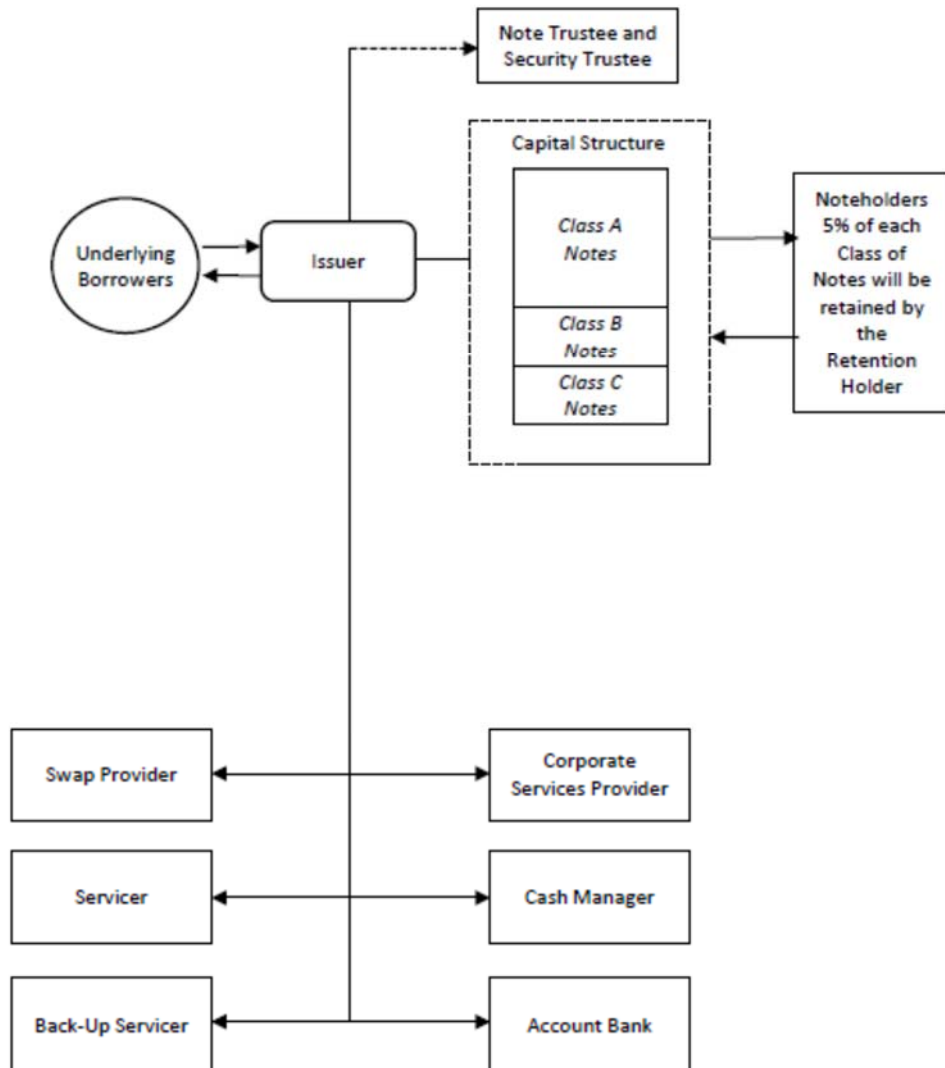 Note Trustee and
Security Trustee
Capital Structure
Underlying
Borrowers
Issuer
Class A
Notes
Class B
Notes
Class C
Notes
Noteholders
5% of each
Class of
Notes will be
retained by
the
Retention
Holder
Swap Provider
Corporate
Services Provider
Servicer
Cash Manager
Back-Up Servicer
Account Bank